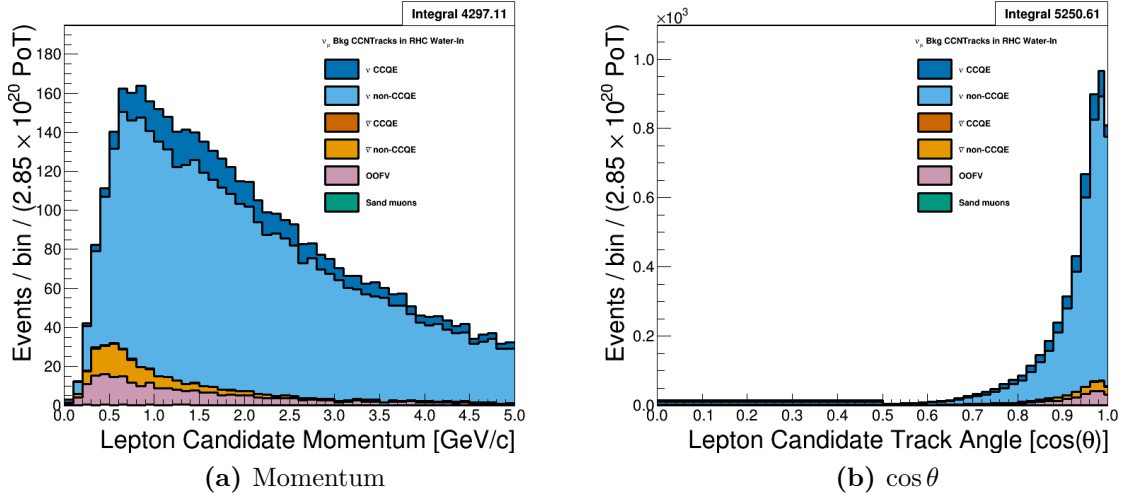 Integral 4297.11
ν_μ Bkg CCNTracks in RHC Water-In
ν CCQE
ν non-CCQE
ν̅ CCQE
ν̅ non-CCQE
OOFV
Sand muons
Events / bin / (2.85 × 10²⁰ PoT)
180
160
140
120
100
80
60
40
20
0
0.0 0.5 1.0 1.5 2.0 2.5 3.0 3.5 4.0 4.5 5.0
Lepton Candidate Momentum [GeV/c]
(a) Momentum
×10³
Integral 5250.61
ν_μ Bkg CCNTracks in RHC Water-In
ν CCQE
ν non-CCQE
ν̅ CCQE
ν̅ non-CCQE
OOFV
Sand muons
Events / bin / (2.85 × 10²⁰ PoT)
1.0
0.8
0.6
0.4
0.2
0.0
0.0 0.1 0.2 0.3 0.4 0.5 0.6 0.7 0.8 0.9 1.0
Lepton Candidate Track Angle [cos(θ)]
(b) cos θ